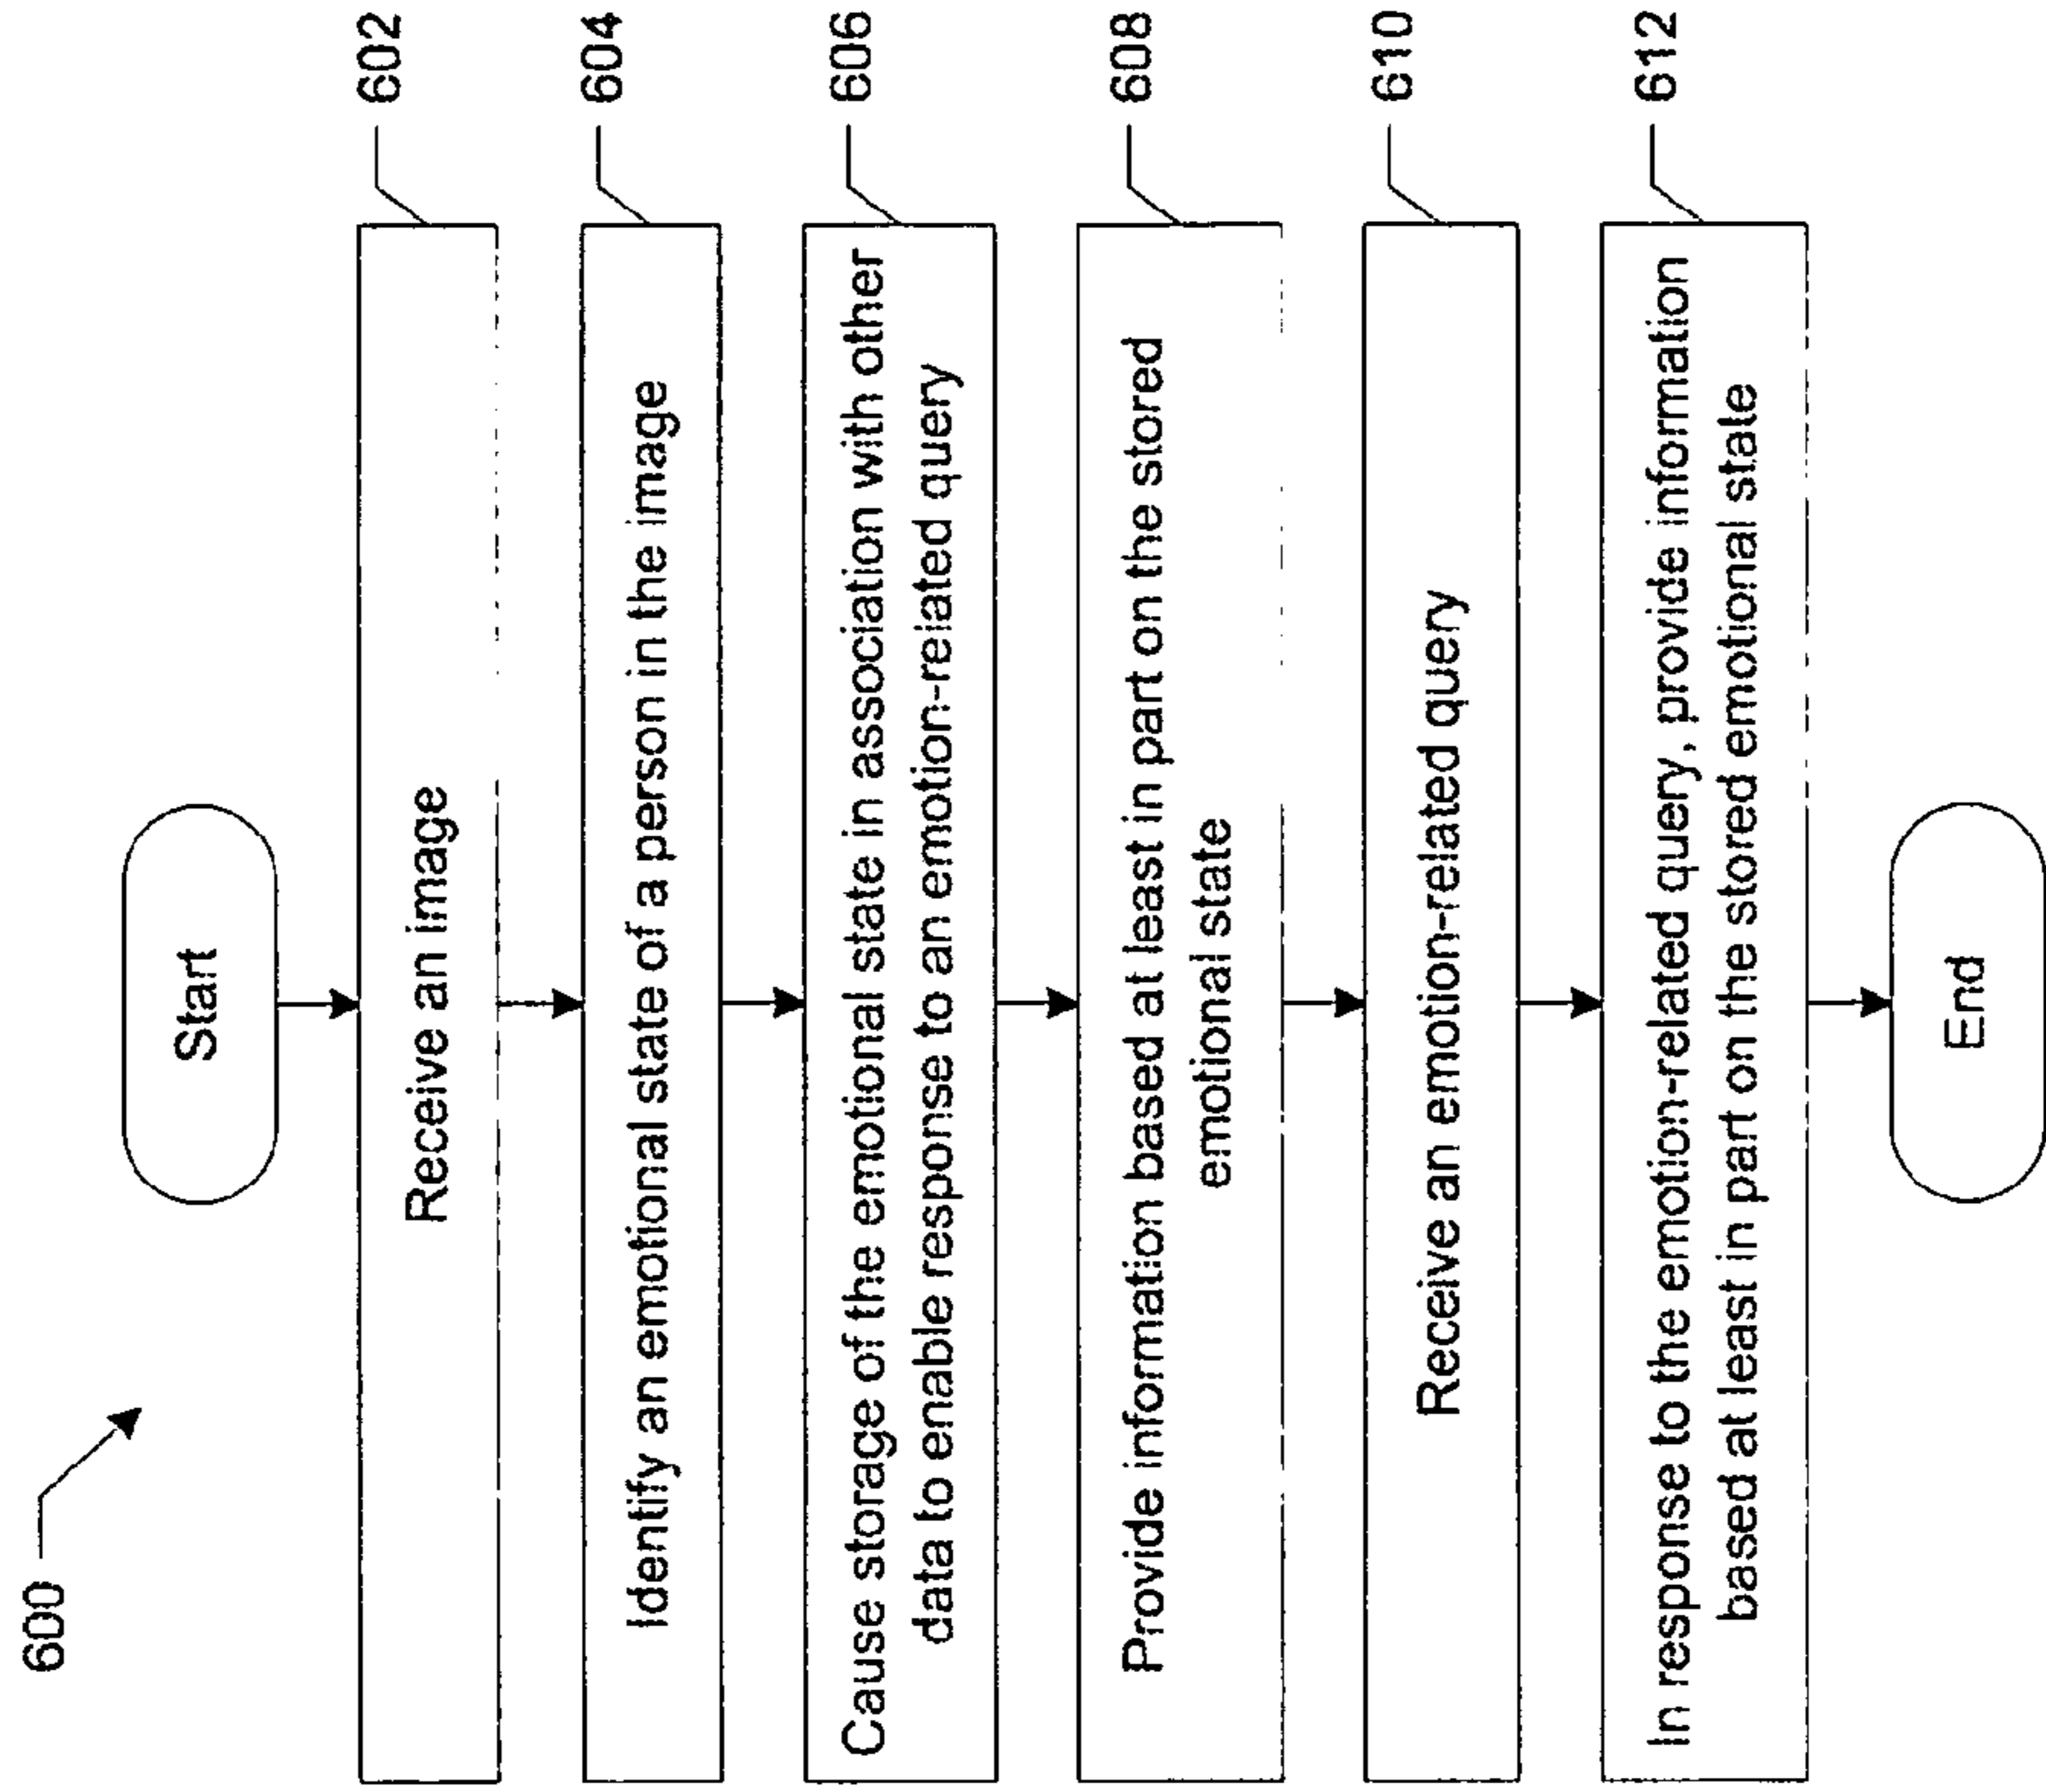 600
Start
Receive an image
602
Identify an emotional state of a person in the image
604
Cause storage of the emotional state in association with other
data to enable response to an emotion-related query
606
Provide information based at least in part on the stored
emotional state
608
Receive an emotion-related query
610
In response to the emotion-related query, provide information
based at least in part on the stored emotional state
612
End